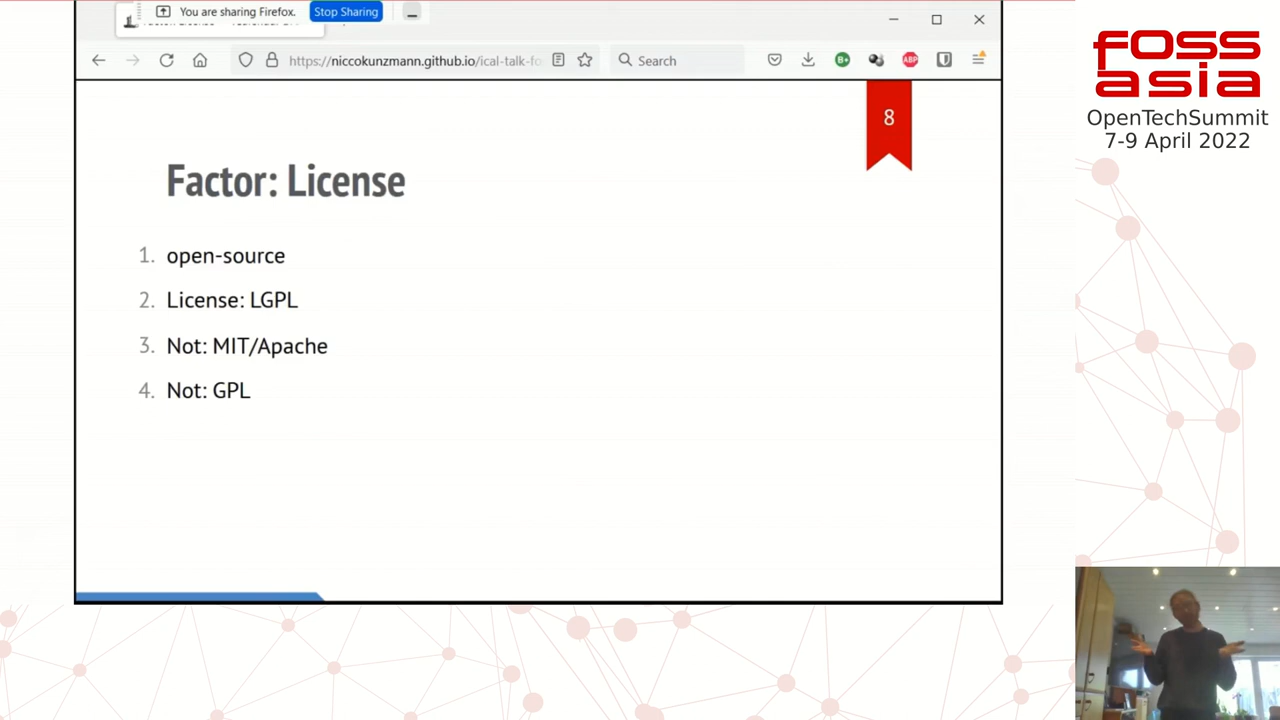 You are sharing Firefox.
Stop Sharing
https://niccokunzmann.github.io/ical-talk-fo
Search
8
Factor: License
1. open-source
2. License: LGPL
3. Not: MIT/Apache
4. Not: GPL
FOSS
asia
OpenTechSummit
7-9 April 2022
B+
ABP